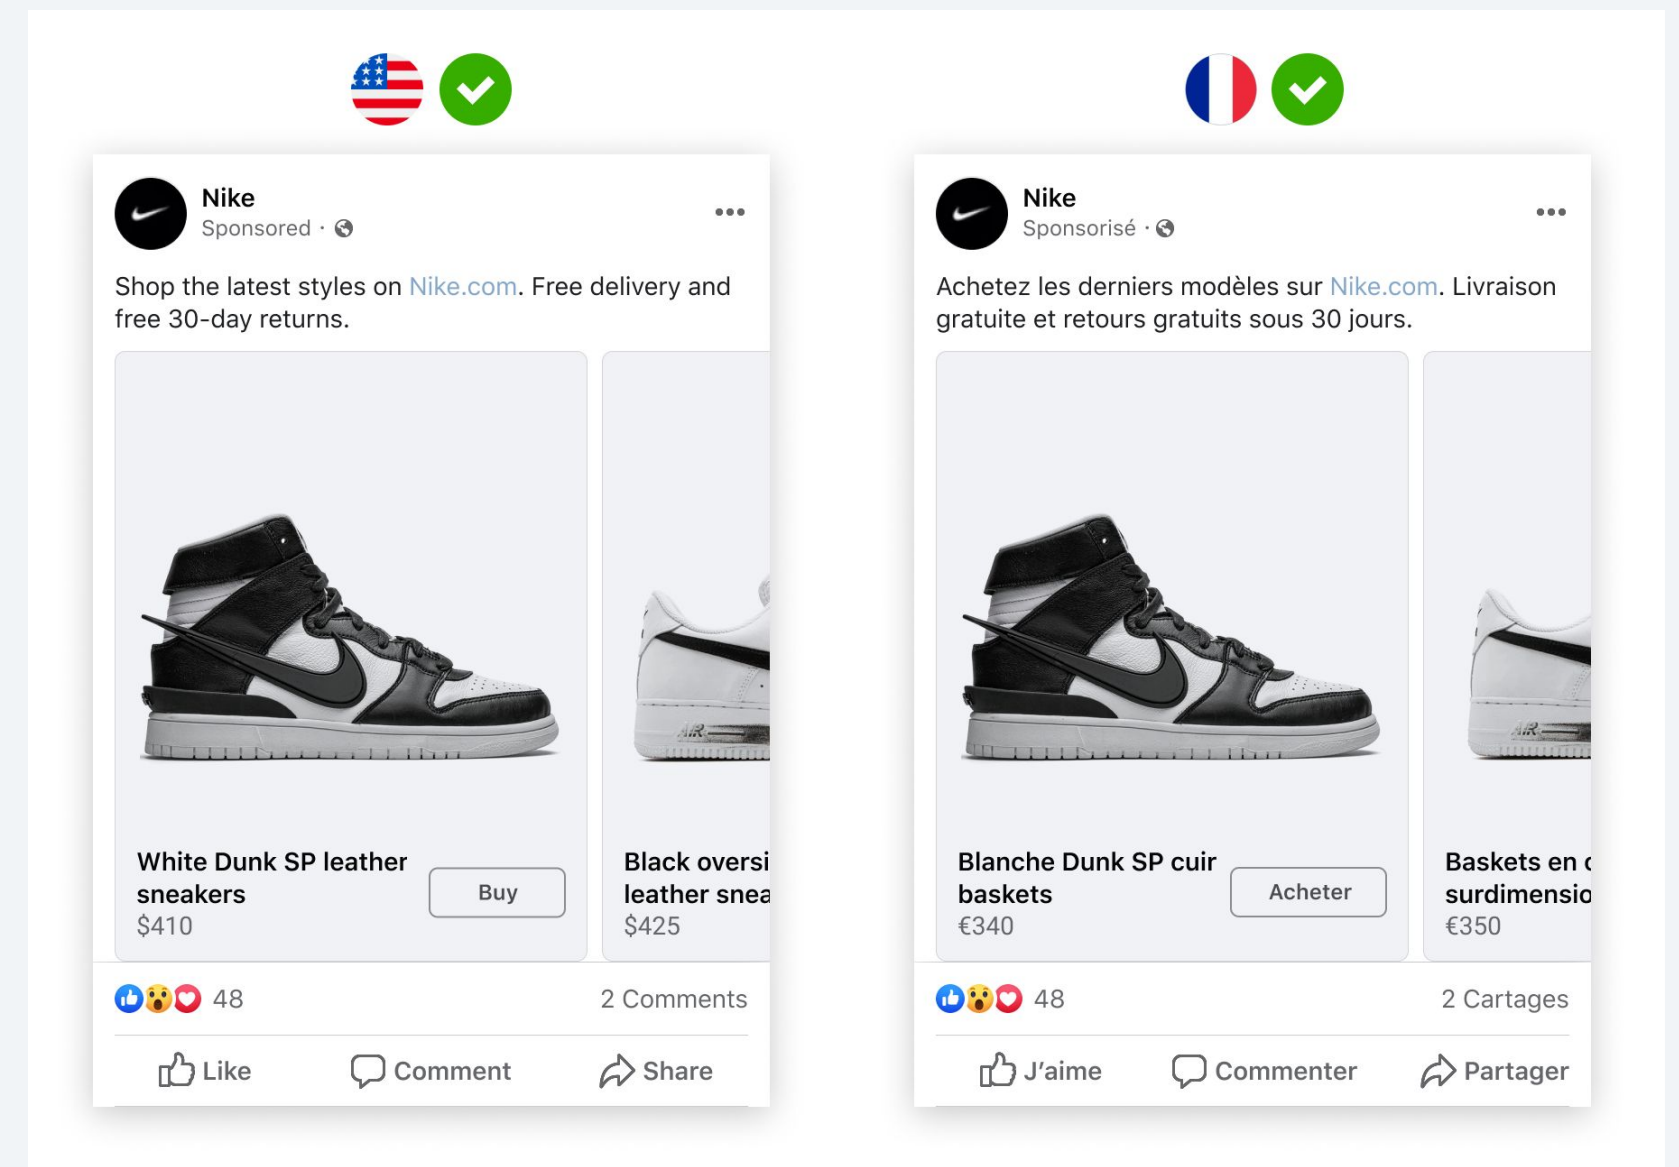 Nike
Sponsored ·
Shop the latest styles on Nike.com. Free delivery and
free 30-day returns.
AIR
White Dunk SP leather
sneakers
$410
Buy
Black oversi
leather snea
$425
48
2 Comments
Like
Comment
Share
Nike
Sponsorisé ·
Achetez les derniers modèles sur Nike.com. Livraison
gratuite et retours gratuits sous 30 jours.
AIR
Blanche Dunk SP cuir
baskets
€340
Acheter
Baskets en c
surdimensio
€350
48
2 Cartages
J'aime
Commenter
Partager